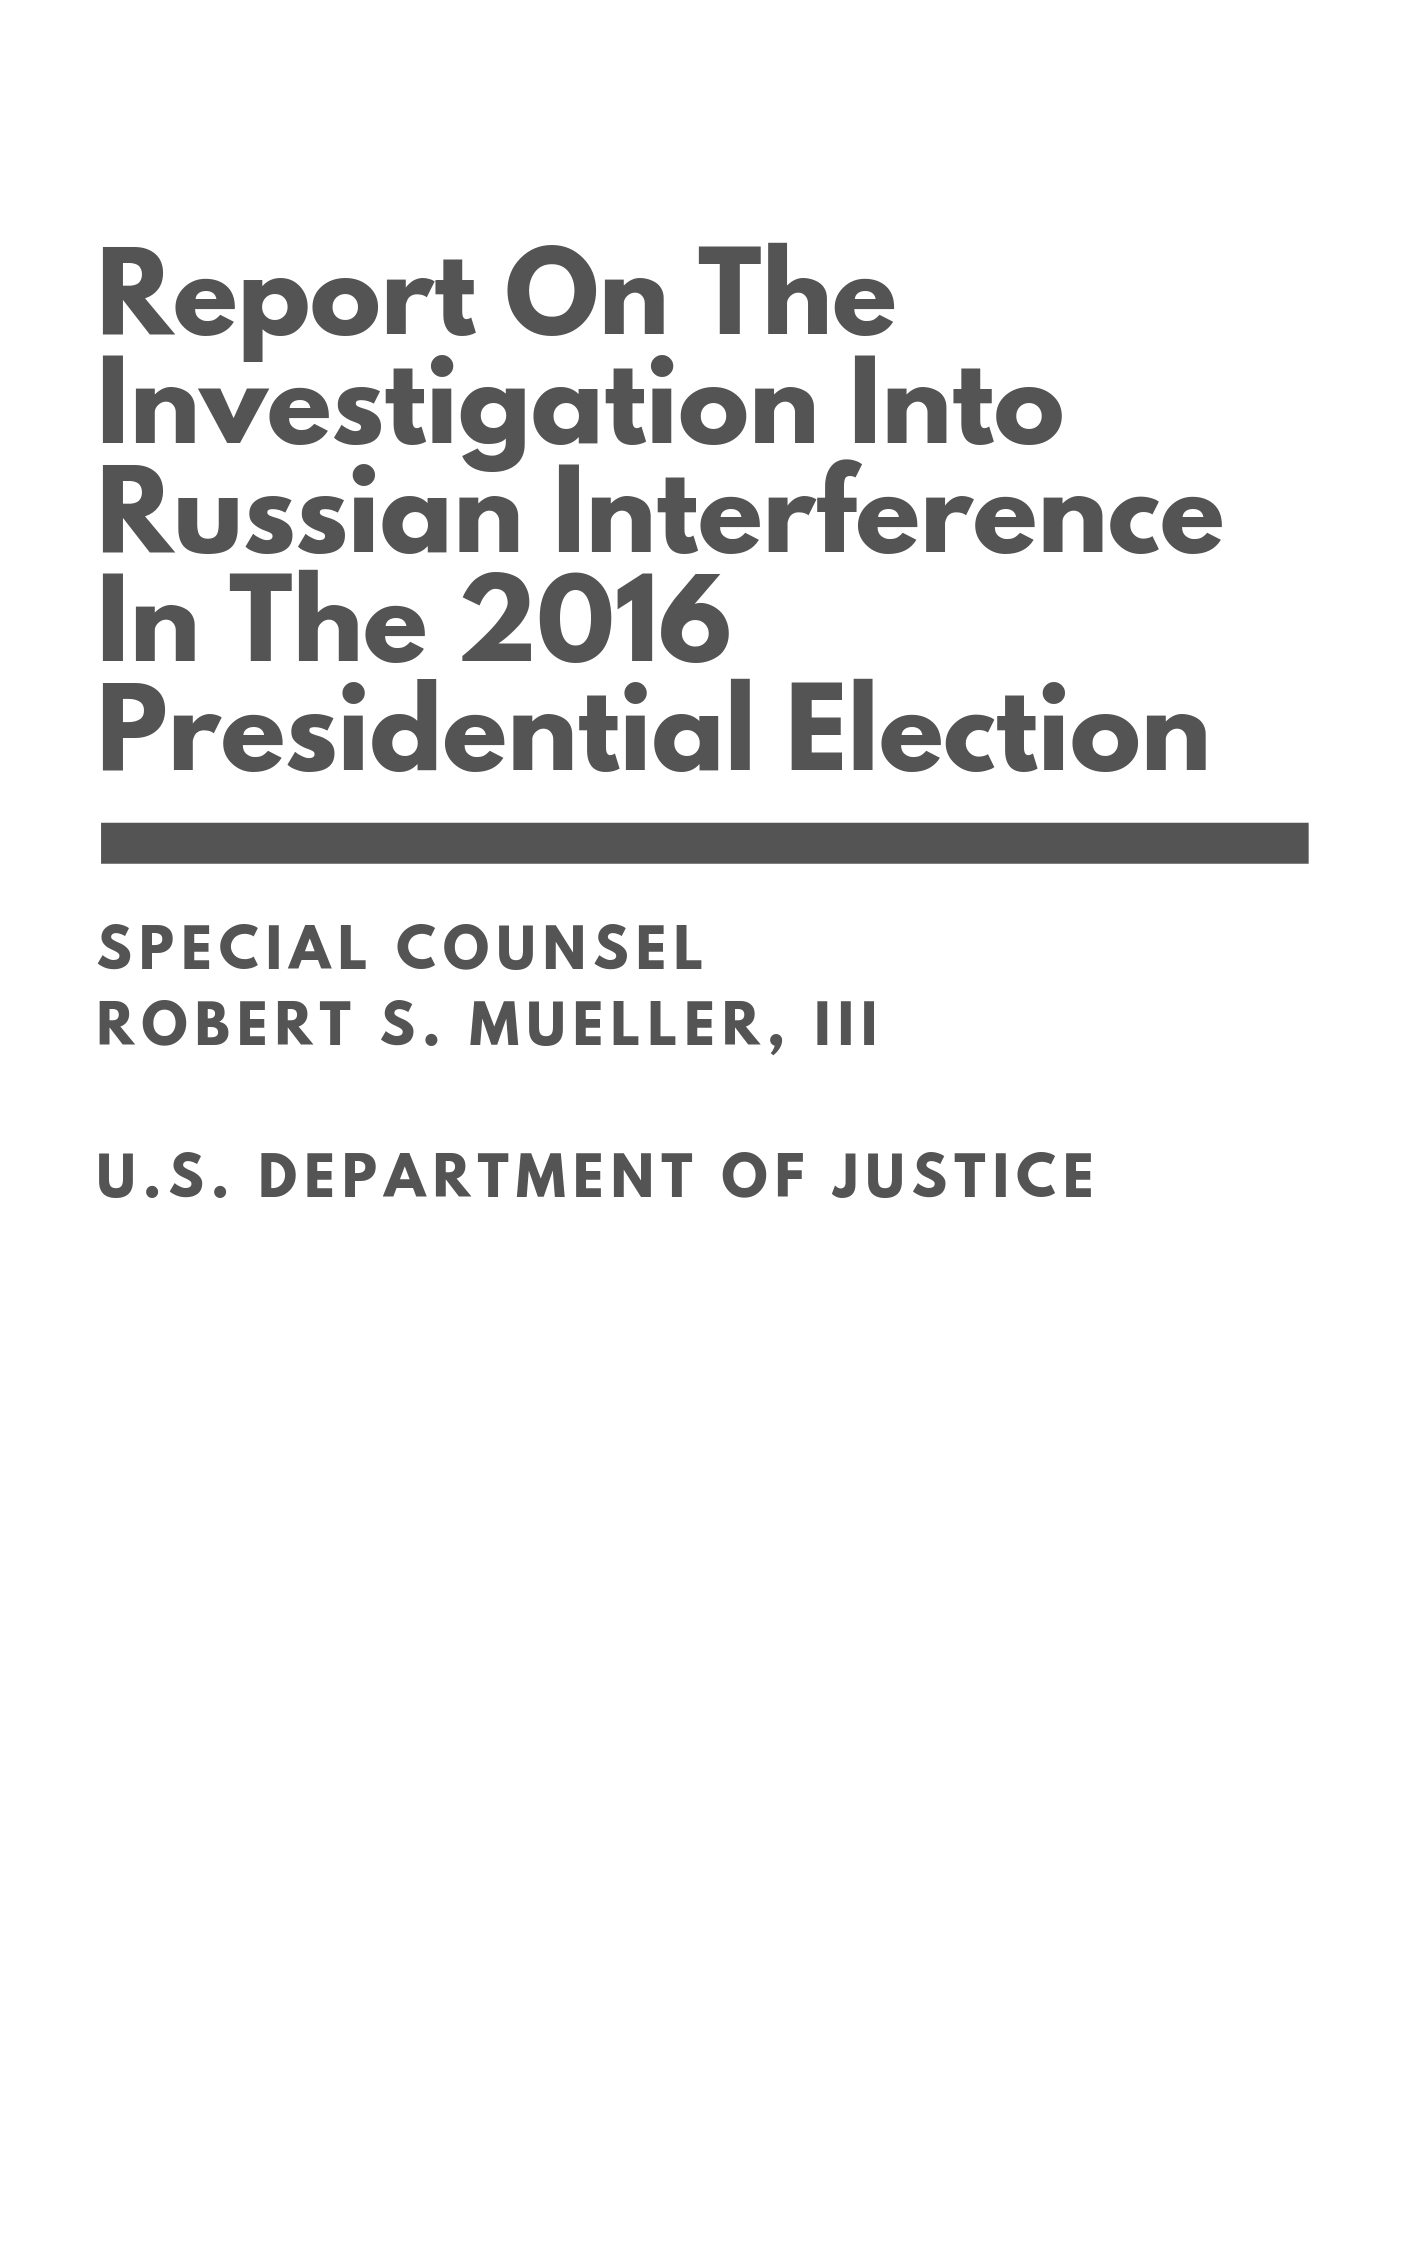 Report On The
Investigation Into
Russian Interference
In The 2016
Presidential Election
SPECIAL COUNSEL
ROBERT S. MUELLER, III
U.S. DEPARTMENT OF JUSTICE